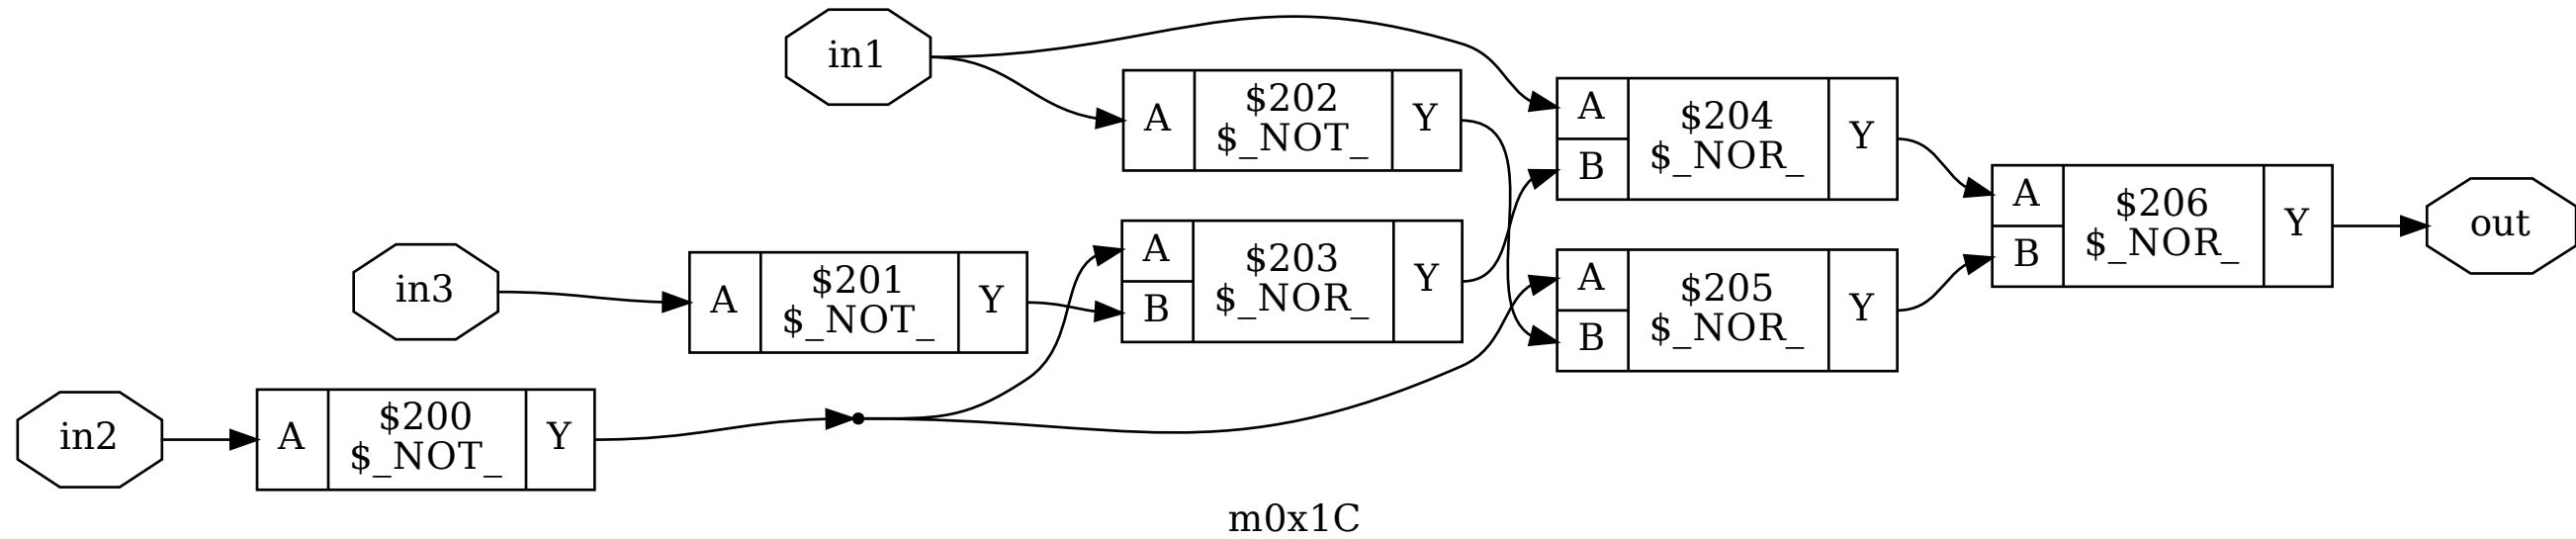 in1
A
$202
$_NOT_
Y
A
B
$204
$_NOR_
Y
in3
A
$201
$_NOT_
Y
A
B
$203
$_NOR_
Y
A
B
$205
$_NOR_
Y
A
B
$206
$_NOR_
Y
out
in2
A
$200
$_NOT_
Y
m0x1C